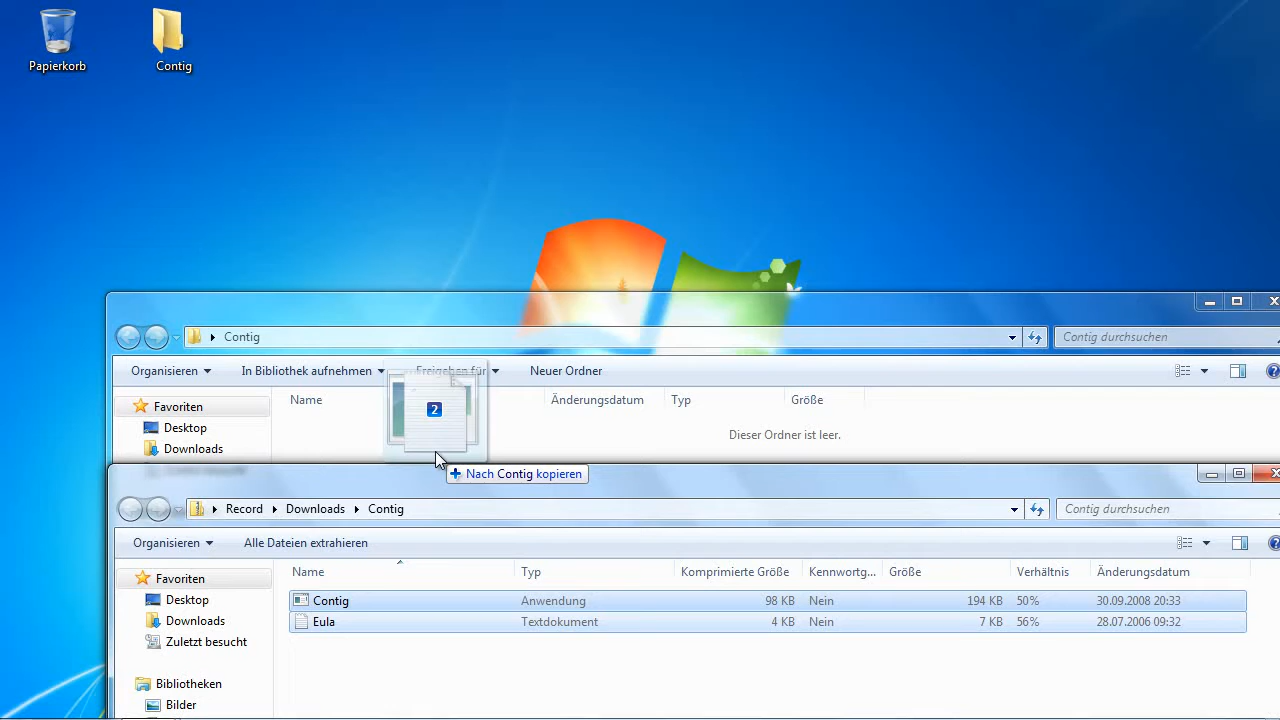 Papierkorb
Contig
Contig
Contig durchsuchen
Organisieren
In Bibliothek aufnehmen
Freigeben für
Neuer Ordner
Favoriten
Name
Änderungsdatum
Typ
Größe
Desktop
Dieser Ordner ist leer.
Downloads
2
Nach Contig kopieren
Record
Downloads
Contig
Contig durchsuchen
Organisieren
Alle Dateien extrahieren
Favoriten
Name
Typ
Komprimierte Größe
Kennwortg...
Größe
Verhältnis
Änderungsdatum
Desktop
Contig Anwendung 98 KB Nein 194 KB 50% 30.09.2008 20:33
Downloads
Eula Textdokument 4 KB Nein 7 KB 56% 28.07.2006 09:32
Zuletzt besucht
Bibliotheken
Bilder